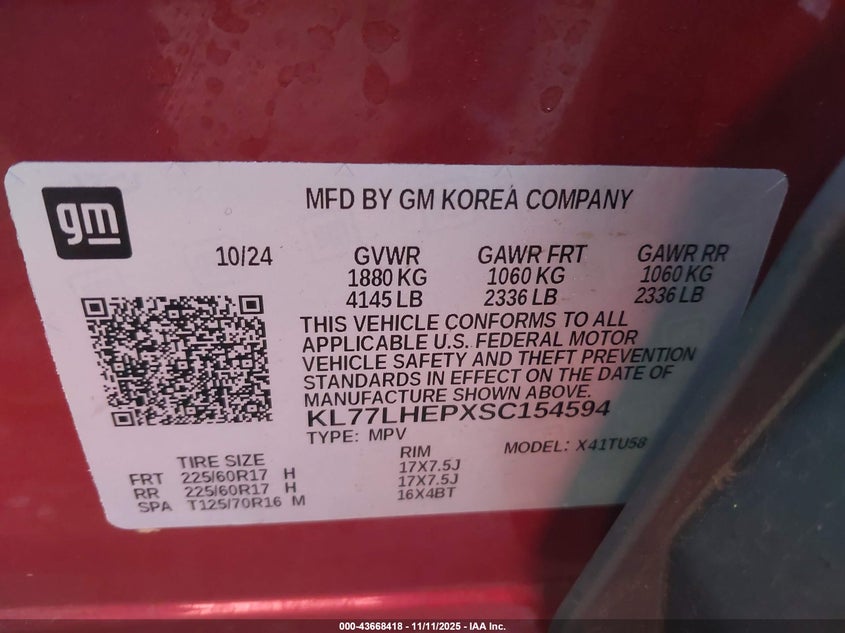 gm
MFD BY GM KOREA COMPANY
10/24
GVWR GAWR FRT GAWR RR
1880 KG 1060 KG 1060 KG
4145 LB 2336 LB 2336 LB
THIS VEHICLE CONFORMS TO ALL
APPLICABLE U.S. FEDERAL MOTOR
VEHICLE SAFETY AND THEFT PREVENTION
STANDARDS IN EFFECT ON THE DATE OF
MANUFACTURE SHOWN ABOVE.
KL77LHEPXSC154594
TYPE: MPV MODEL: X41TU58
TIRE SIZE RIM
FRT 225/60R17 H 17X7.5J
RR 225/60R17 H 17X7.5J
SPA T125/70R16 M 16X4BT
000-43668418 - 11/11/2025 - IAA Inc.